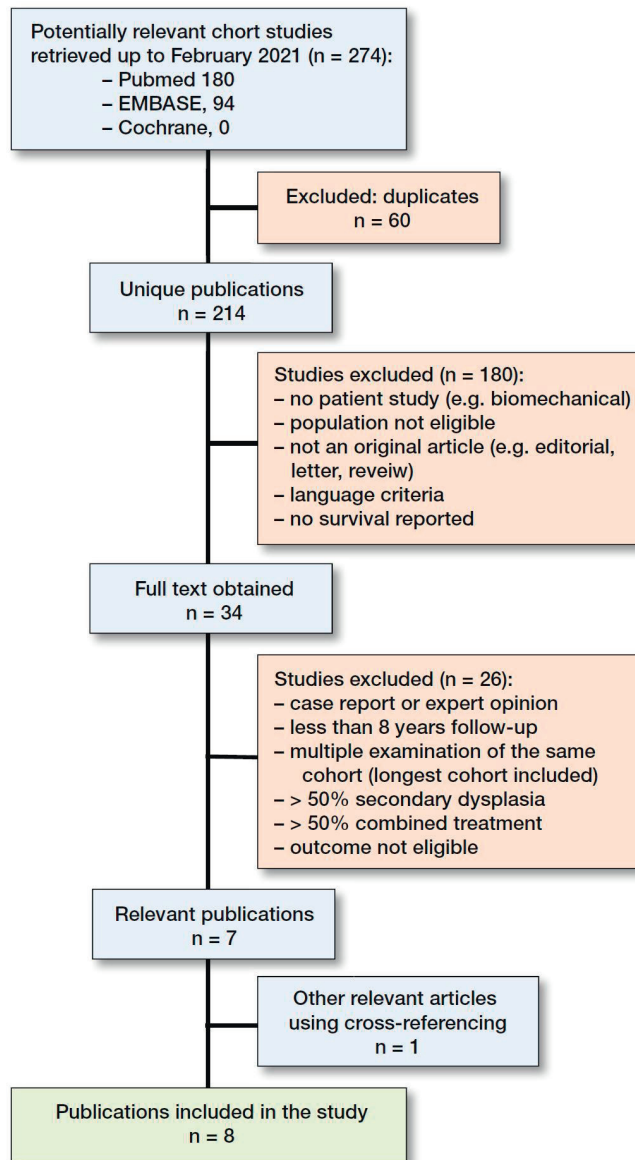 Potentially relevant chort studies
retrieved up to February 2021 (n = 274):
– Pubmed 180
– EMBASE, 94
– Cochrane, 0
Excluded: duplicates
n = 60
Unique publications
n = 214
Studies excluded (n = 180):
– no patient study (e.g. biomechanical)
– population not eligible
– not an original article (e.g. editorial,
letter, reveiw)
– language criteria
– no survival reported
Full text obtained
n = 34
Studies excluded (n = 26):
– case report or expert opinion
– less than 8 years follow-up
– multiple examination of the same
cohort (longest cohort included)
– > 50% secondary dysplasia
– > 50% combined treatment
– outcome not eligible
Relevant publications
n = 7
Other relevant articles
using cross-referencing
n = 1
Publications included in the study
n = 8